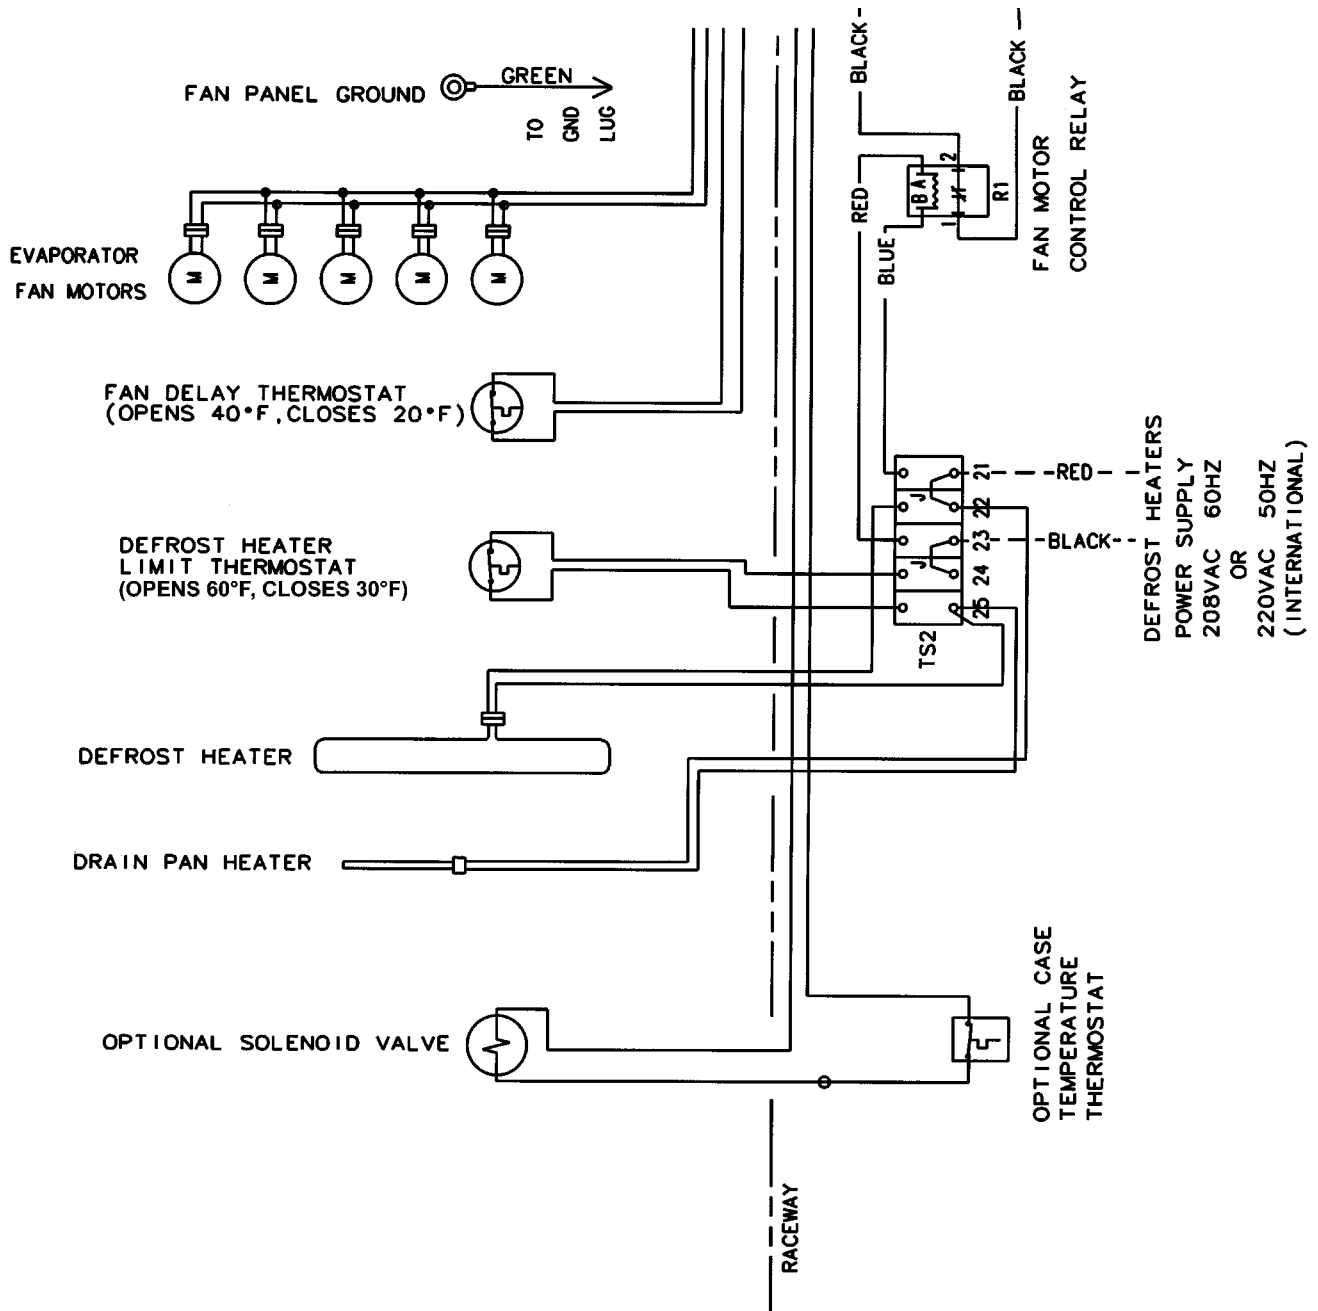 BLACK
BLACK
FAN PANEL GROUND
GREEN
TO
GND
LUG
FAN MOTOR
CONTROL RELAY
2
B A
R1
1
RED
BLUE
EVAPORATOR
FAN MOTORS
M
M
M
M
M
FAN DELAY THERMOSTAT
(OPENS 40°F, CLOSES 20°F)
DEFROST HEATERS
POWER SUPPLY
208VAC 60HZ
OR
220VAC 50HZ
(INTERNATIONAL)
21
RED
J
22
23
BLACK
J
24
25
TS2
DEFROST HEATER
LIMIT THERMOSTAT
(OPENS 60°F, CLOSES 30°F)
DEFROST HEATER
DRAIN PAN HEATER
OPTIONAL SOLENOID VALVE
OPTIONAL CASE
TEMPERATURE
THERMOSTAT
RACEWAY